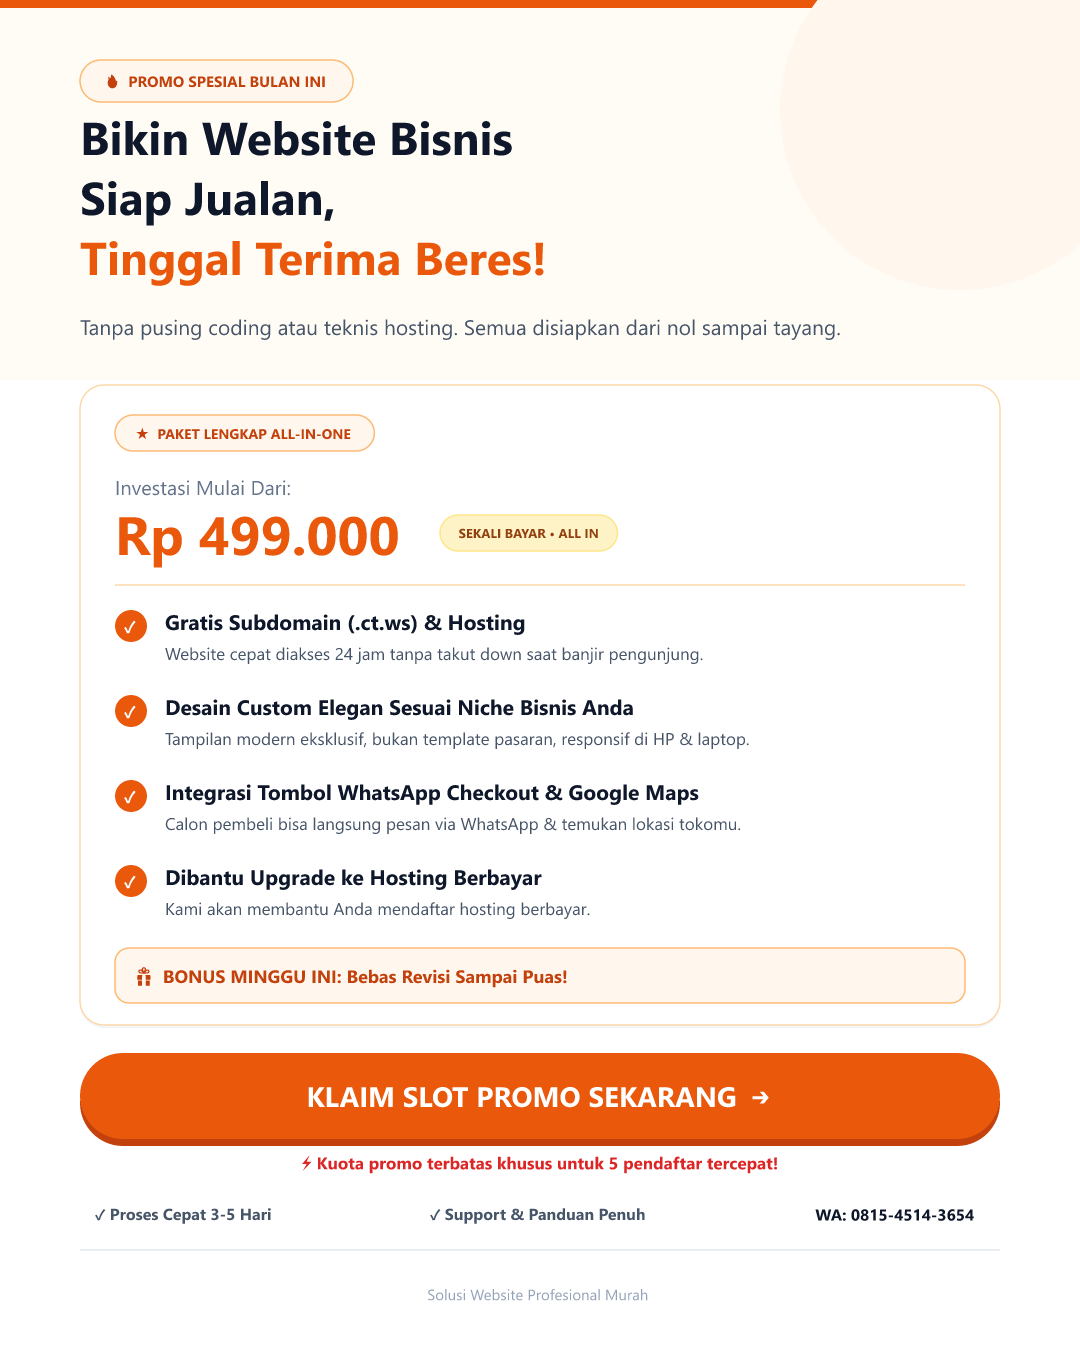 PROMO SPESIAL BULAN INI
Bikin Website Bisnis
Siap Jualan,
Tinggal Terima Beres!
Tanpa pusing coding atau teknis hosting. Semua disiapkan dari nol sampai tayang.
★ PAKET LENGKAP ALL-IN-ONE
Investasi Mulai Dari:
Rp 499.000
SEKALI BAYAR • ALL IN
✓ Gratis Subdomain (.ct.ws) & Hosting
Website cepat diakses 24 jam tanpa takut down saat banjir pengunjung.
✓ Desain Custom Elegan Sesuai Niche Bisnis Anda
Tampilan modern eksklusif, bukan template pasaran, responsif di HP & laptop.
✓ Integrasi Tombol WhatsApp Checkout & Google Maps
Calon pembeli bisa langsung pesan via WhatsApp & temukan lokasi tokomu.
✓ Dibantu Upgrade ke Hosting Berbayar
Kami akan membantu Anda mendaftar hosting berbayar.
BONUS MINGGU INI: Bebas Revisi Sampai Puas!
KLAIM SLOT PROMO SEKARANG →
⚡ Kuota promo terbatas khusus untuk 5 pendaftar tercepat!
✓ Proses Cepat 3-5 Hari
✓ Support & Panduan Penuh
WA: 0815-4514-3654
Solusi Website Profesional Murah